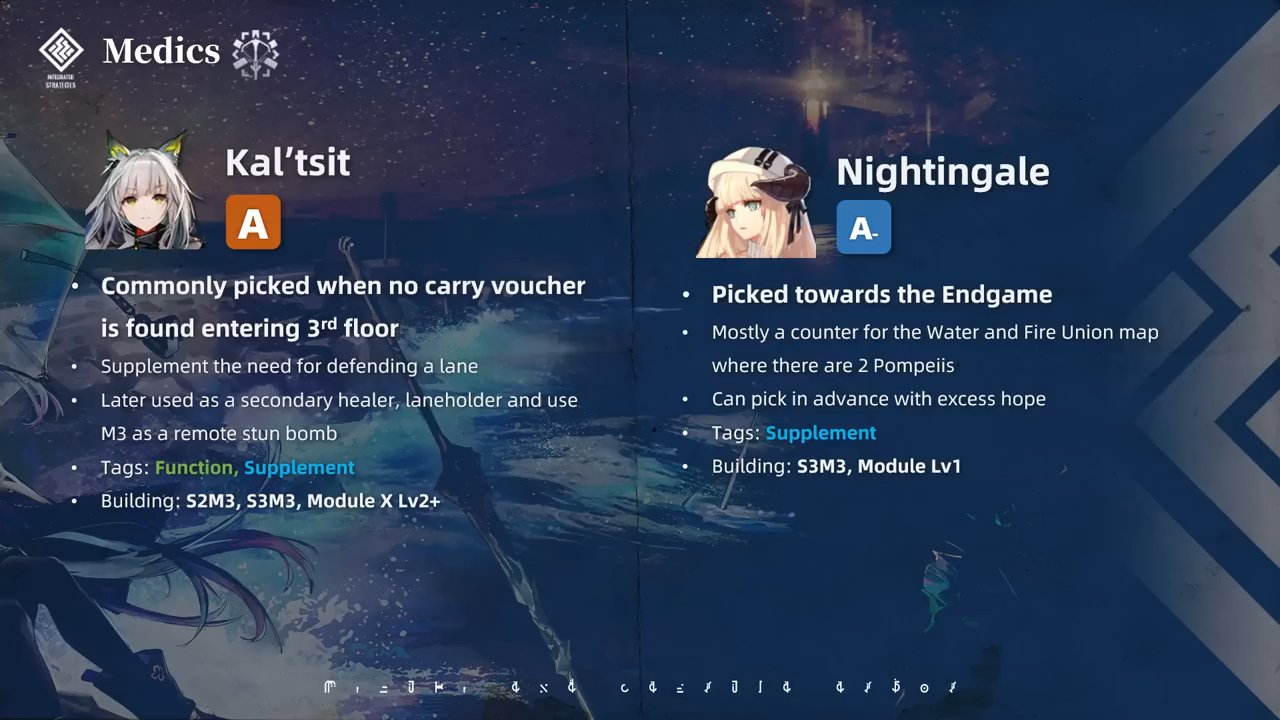 INTEGRATED
STRATEGIES
Medics
Kal’tsit
A
• Commonly picked when no carry voucher
is found entering 3rd floor
• Supplement the need for defending a lane
• Later used as a secondary healer, laneholder and use
M3 as a remote stun bomb
• Tags: Function, Supplement
• Building: S2M3, S3M3, Module X Lv2+
Nightingale
A-
• Picked towards the Endgame
• Mostly a counter for the Water and Fire Union map
where there are 2 Pompeiis
• Can pick in advance with excess hope
• Tags: Supplement
• Building: S3M3, Module Lv1